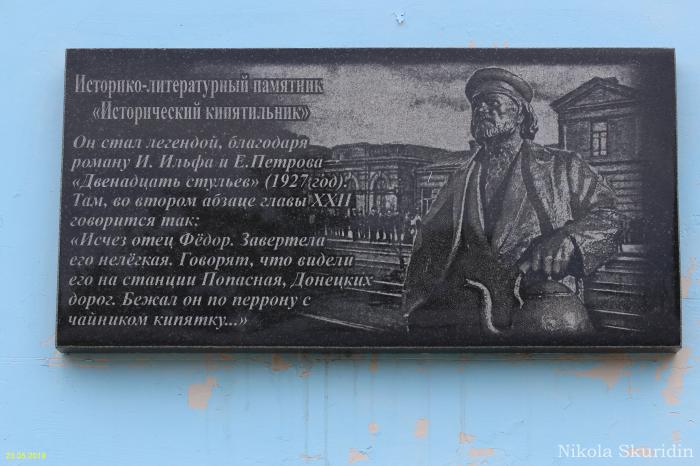 Историко-литературный памятник
«Исторический кипятильник»
Он стал легендой, благодаря
роману И. Ильфа и Е.Петрова
«Двенадцать стульев» (1927 год).
Там, во втором абзаце главы XXII
говорится так:
«Исчез отец Фёдор. Завертела
его нелёгкая. Говорят, что видели
его на станции Попасная, Донецких
дорог. Бежал он по перрону с
чайником кипятку...»
Nikola Skuridin